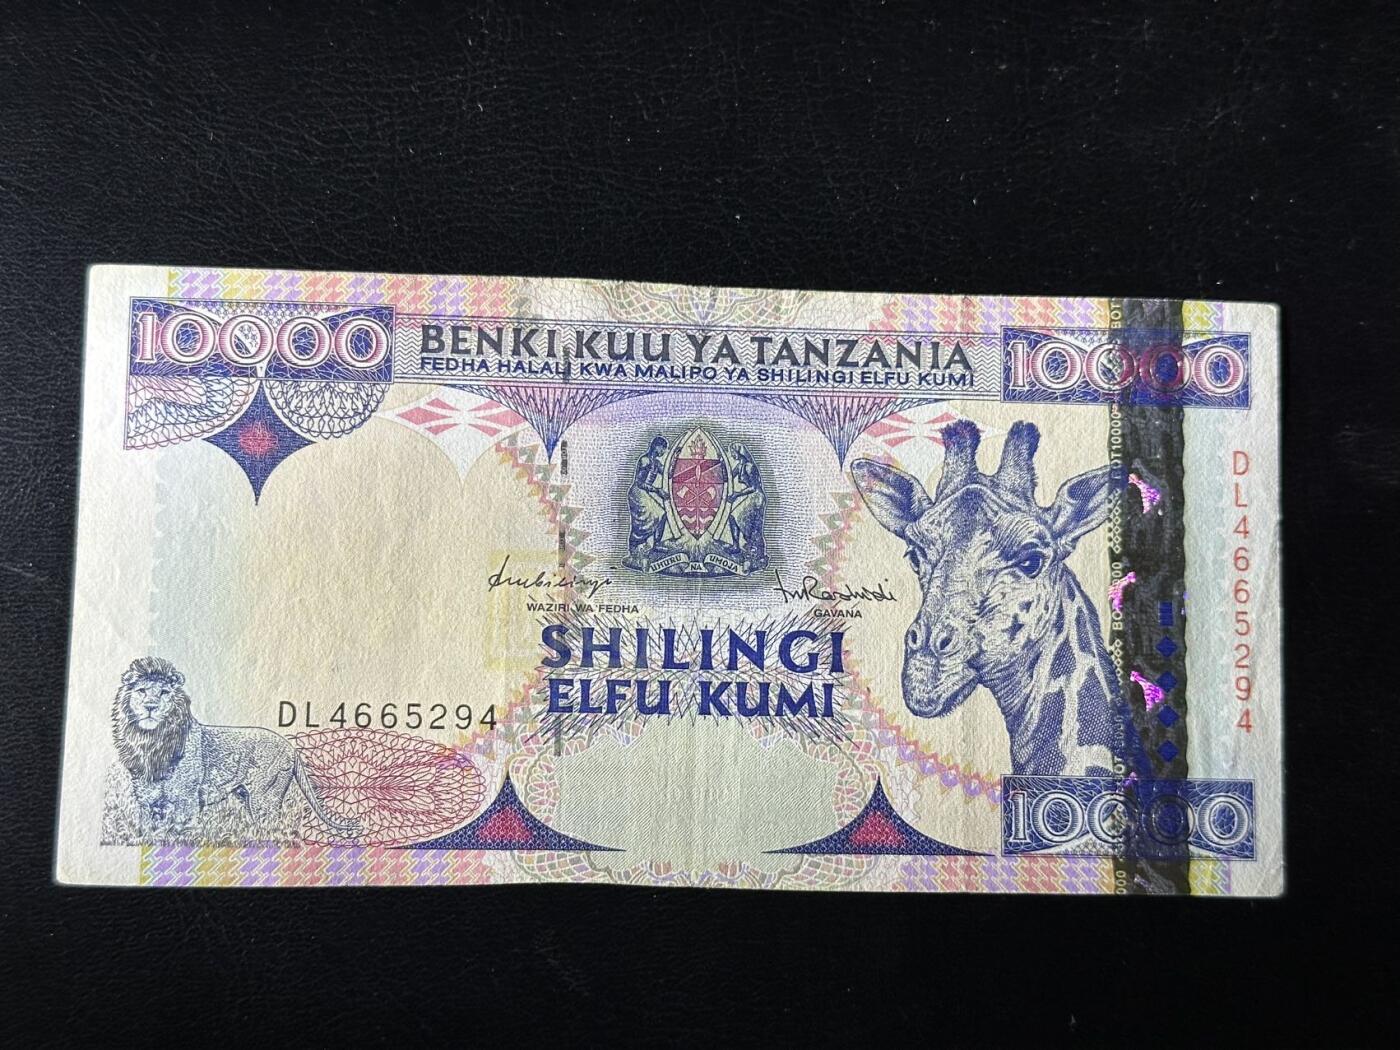 10000
BENKI KUU YA TANZANIA
FEDHA HALALI KWA MALIPO YA SHILINGI ELFU KUMI
10000
DL4665294
UHURU NA UMOJA
WAZIRI WA FEDHA
GAVANA
SHILINGI
ELFU KUMI
DL4665294
10000